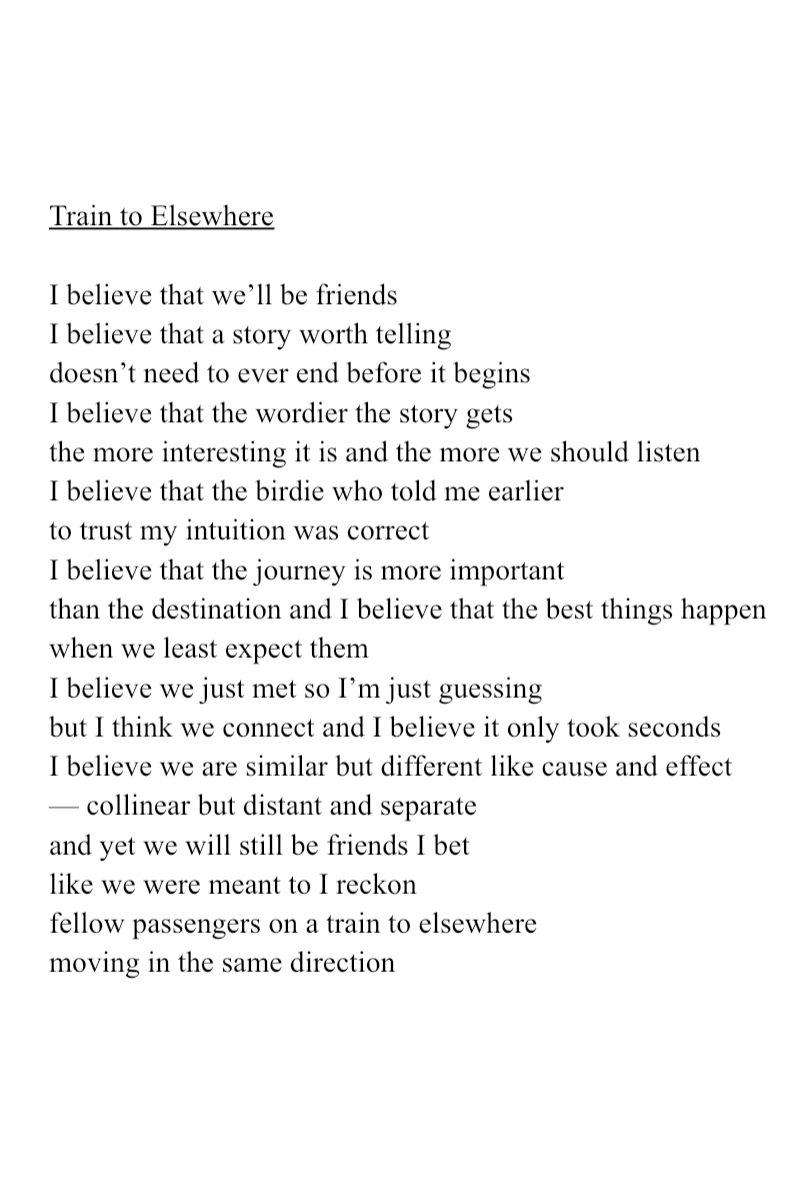 Train to Elsewhere
I believe that we’ll be friends
I believe that a story worth telling
doesn’t need to ever end before it begins
I believe that the wordier the story gets
the more interesting it is and the more we should listen
I believe that the birdie who told me earlier
to trust my intuition was correct
I believe that the journey is more important
than the destination and I believe that the best things happen
when we least expect them
I believe we just met so I’m just guessing
but I think we connect and I believe it only took seconds
I believe we are similar but different like cause and effect
— collinear but distant and separate
and yet we will still be friends I bet
like we were meant to I reckon
fellow passengers on a train to elsewhere
moving in the same direction